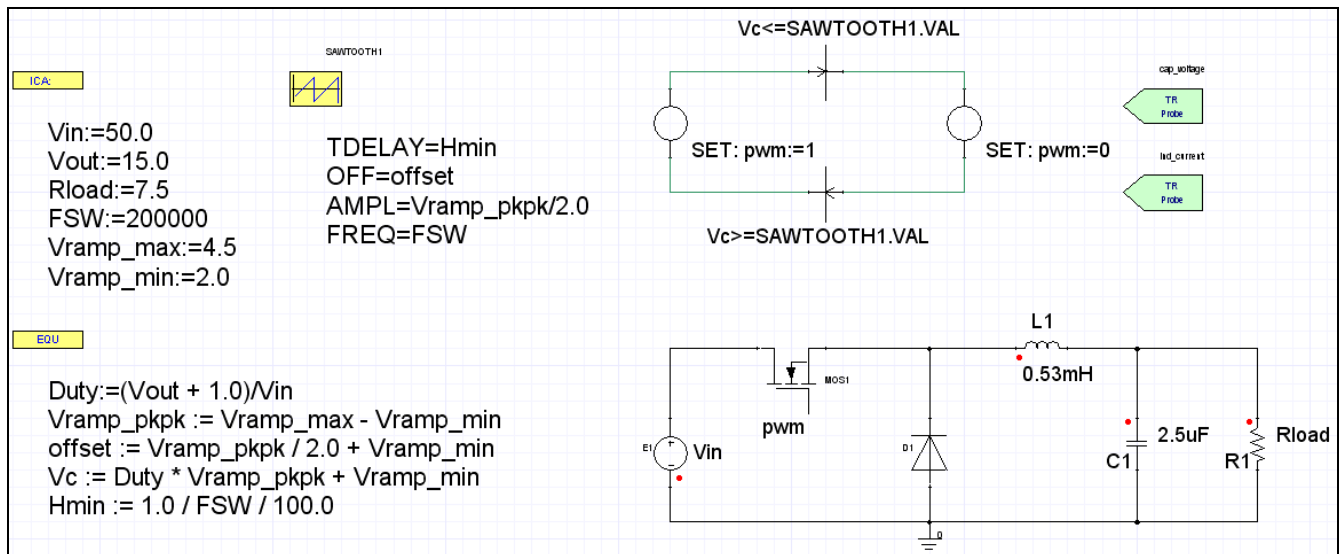 ICA:
Vin:=50.0
Vout:=15.0
Rload:=7.5
FSW:=200000
Vramp_max:=4.5
Vramp_min:=2.0
SAWTOOTH1
TDELAY=Hmin
OFF=offset
AMPL=Vramp_pkpk/2.0
FREQ=FSW
Vc<=SAWTOOTH1.VAL
SET: pwm:=1
SET: pwm:=0
Vc>=SAWTOOTH1.VAL
cap_voltage
TR
Probe
ind_current
TR
Probe
EQU
Duty:=(Vout + 1.0)/Vin
Vramp_pkpk := Vramp_max - Vramp_min
offset := Vramp_pkpk / 2.0 + Vramp_min
Vc := Duty * Vramp_pkpk + Vramp_min
Hmin := 1.0 / FSW / 100.0
E1
Vin
MOS1
pwm
D1
L1
0.53mH
2.5uF
C1
Rload
R1
0